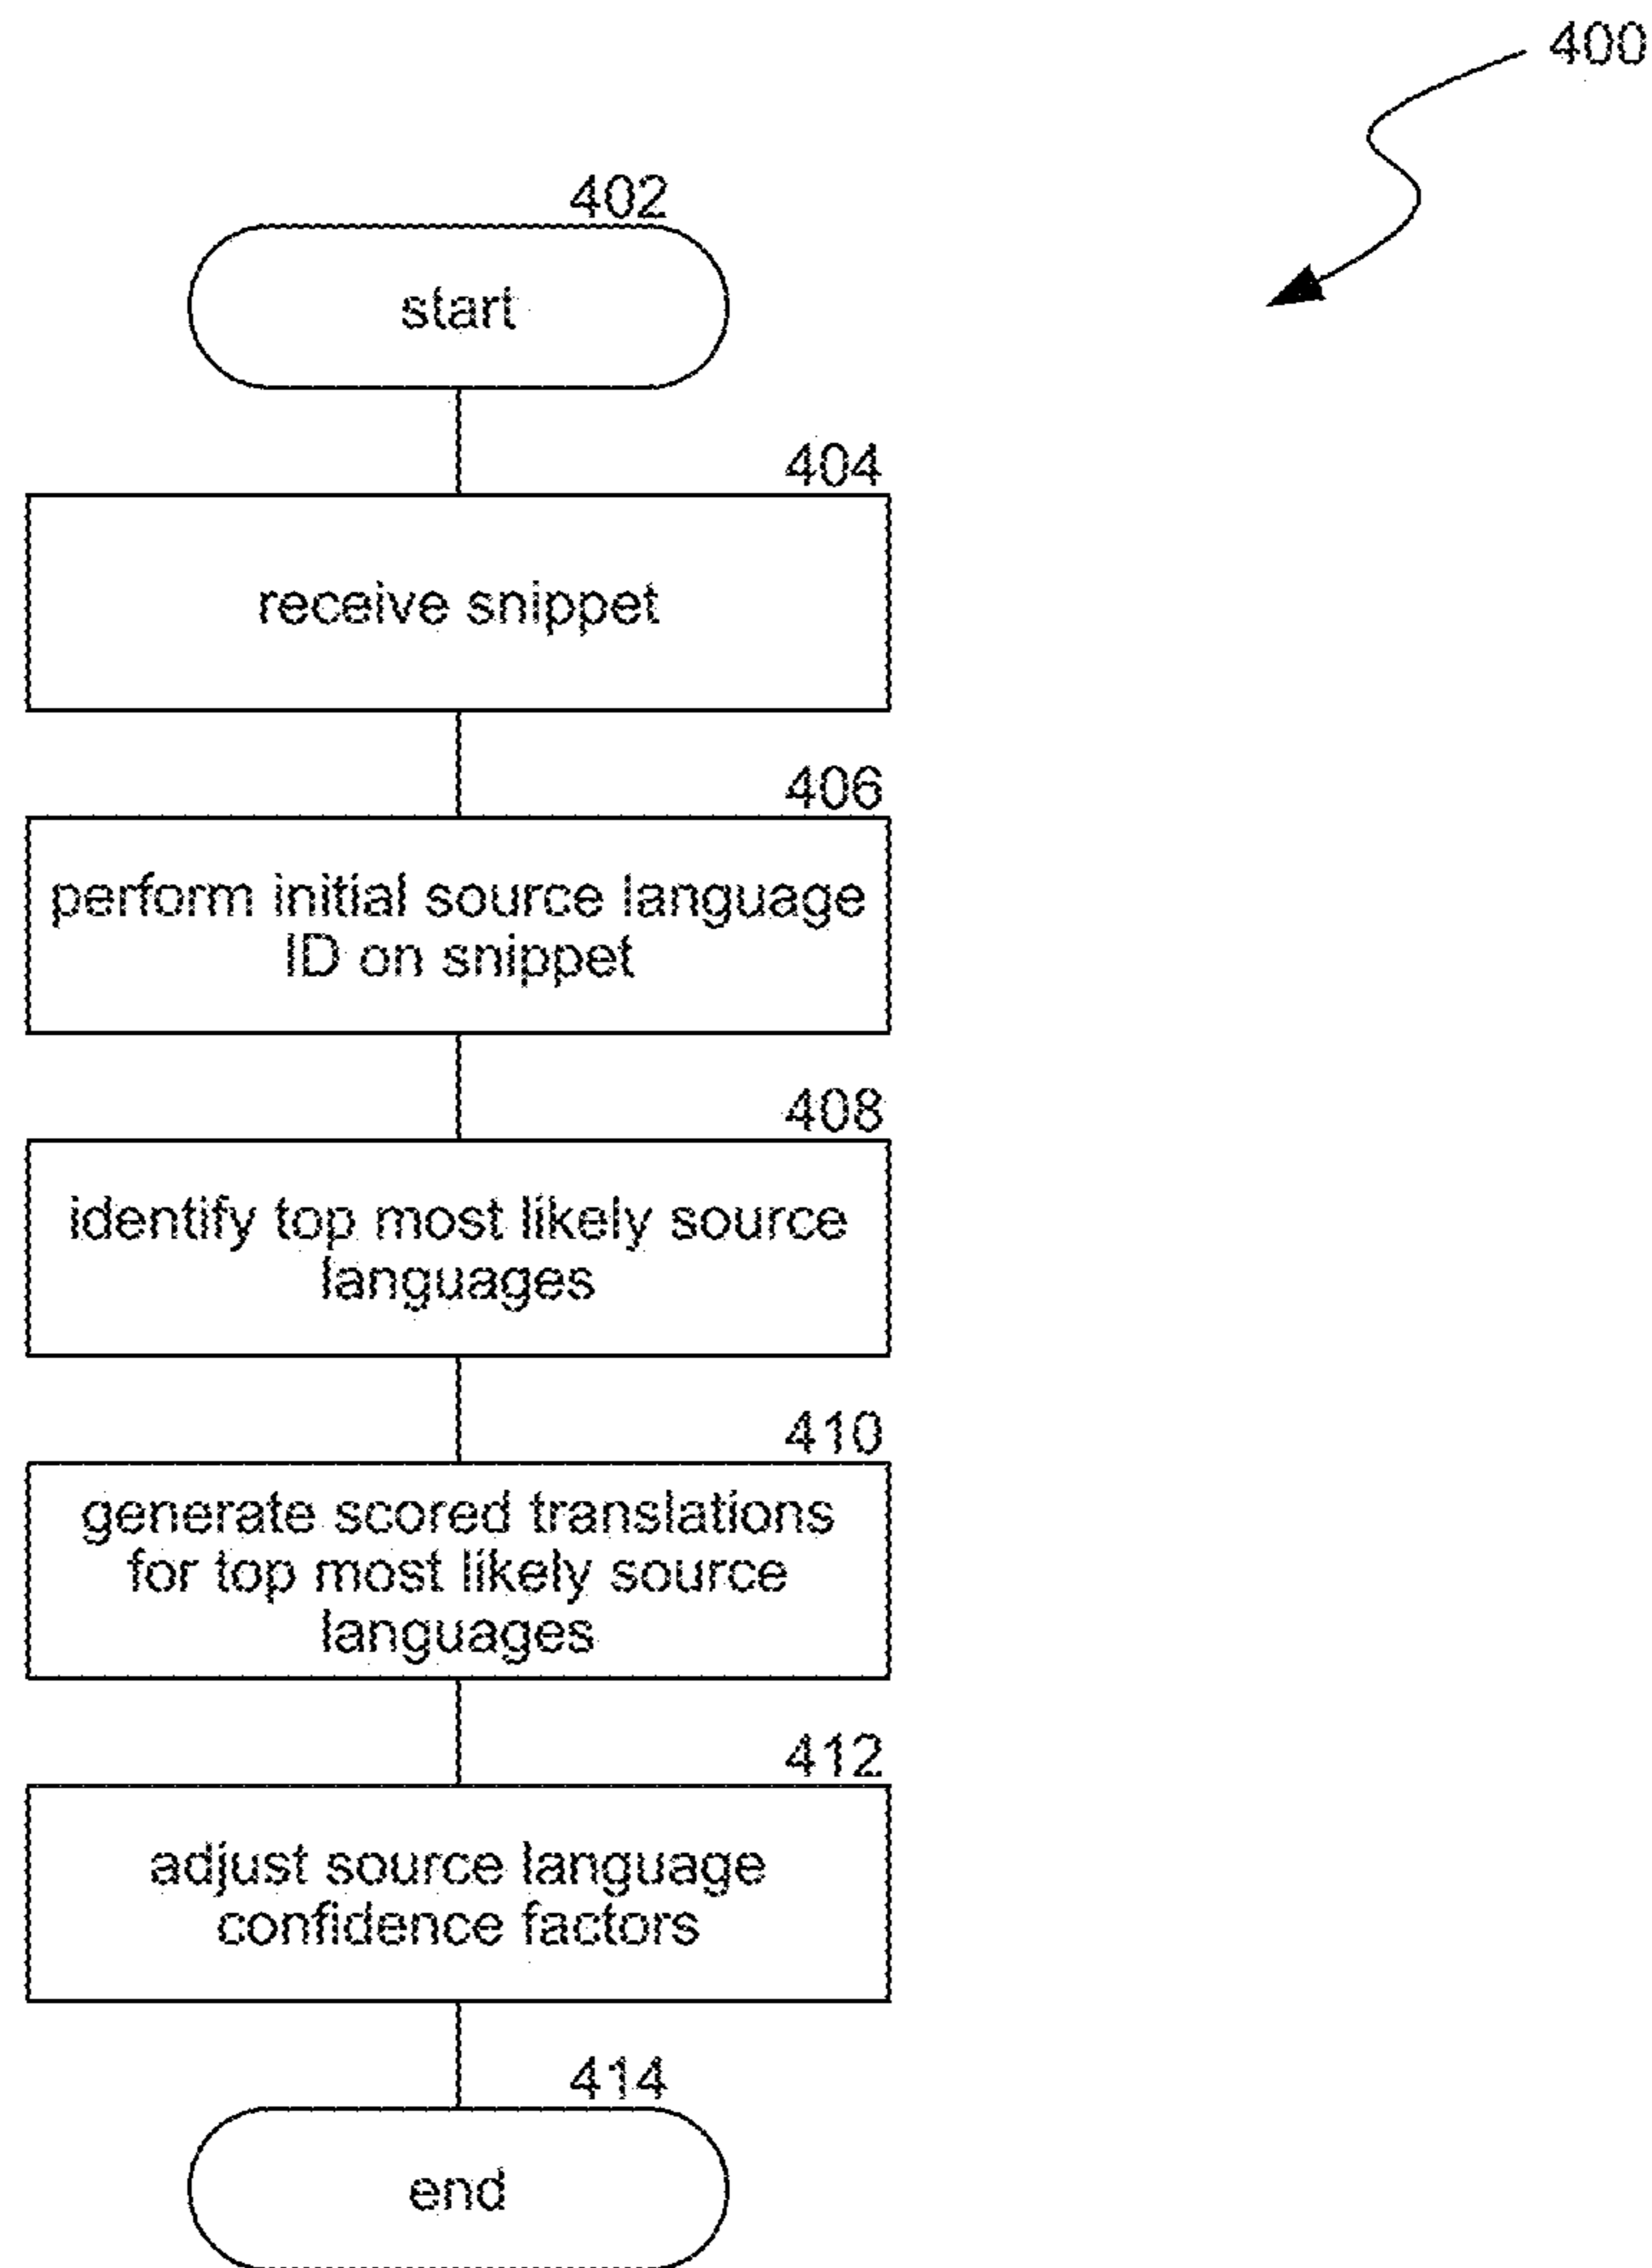 400
402
start
404
receive snippet
406
perform initial source language
ID on snippet
408
identify top most likely source
languages
410
generate scored translations
for top most likely source
languages
412
adjust source language
confidence factors
414
end